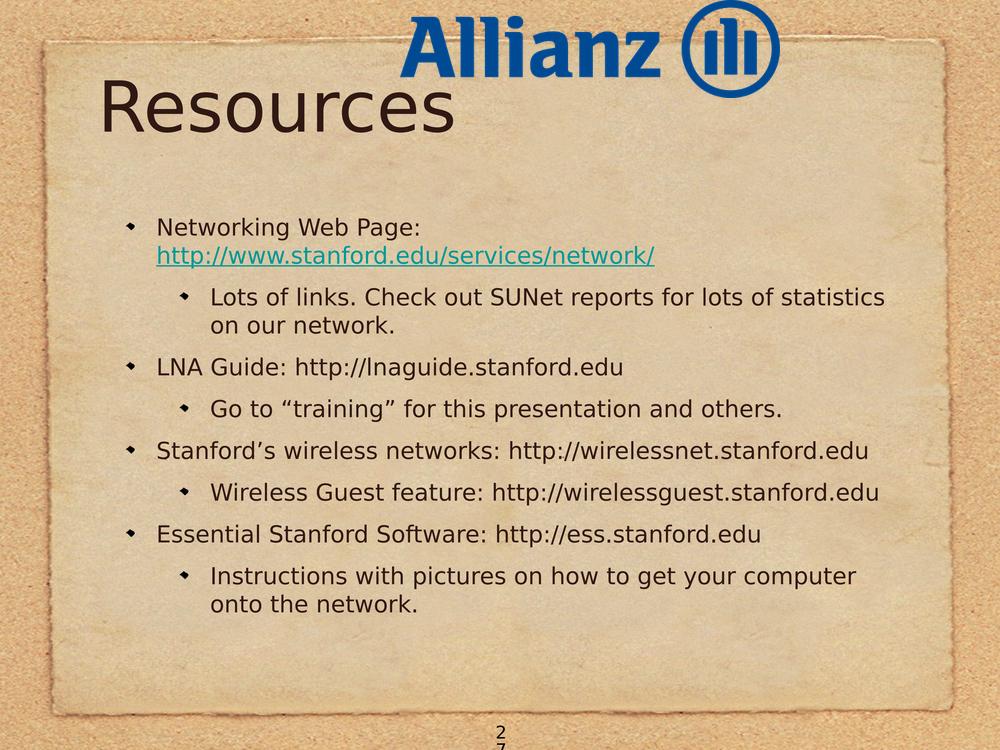 Allianz
Resources
Networking Web Page:
http://www.stanford.edu/services/network/
Lots of links. Check out SUNet reports for lots of statistics
on our network.
LNA Guide: http://lnaguide.stanford.edu
Go to “training” for this presentation and others.
Stanford’s wireless networks: http://wirelessnet.stanford.edu
Wireless Guest feature: http://wirelessguest.stanford.edu
Essential Stanford Software: http://ess.stanford.edu
Instructions with pictures on how to get your computer
onto the network.
2
7